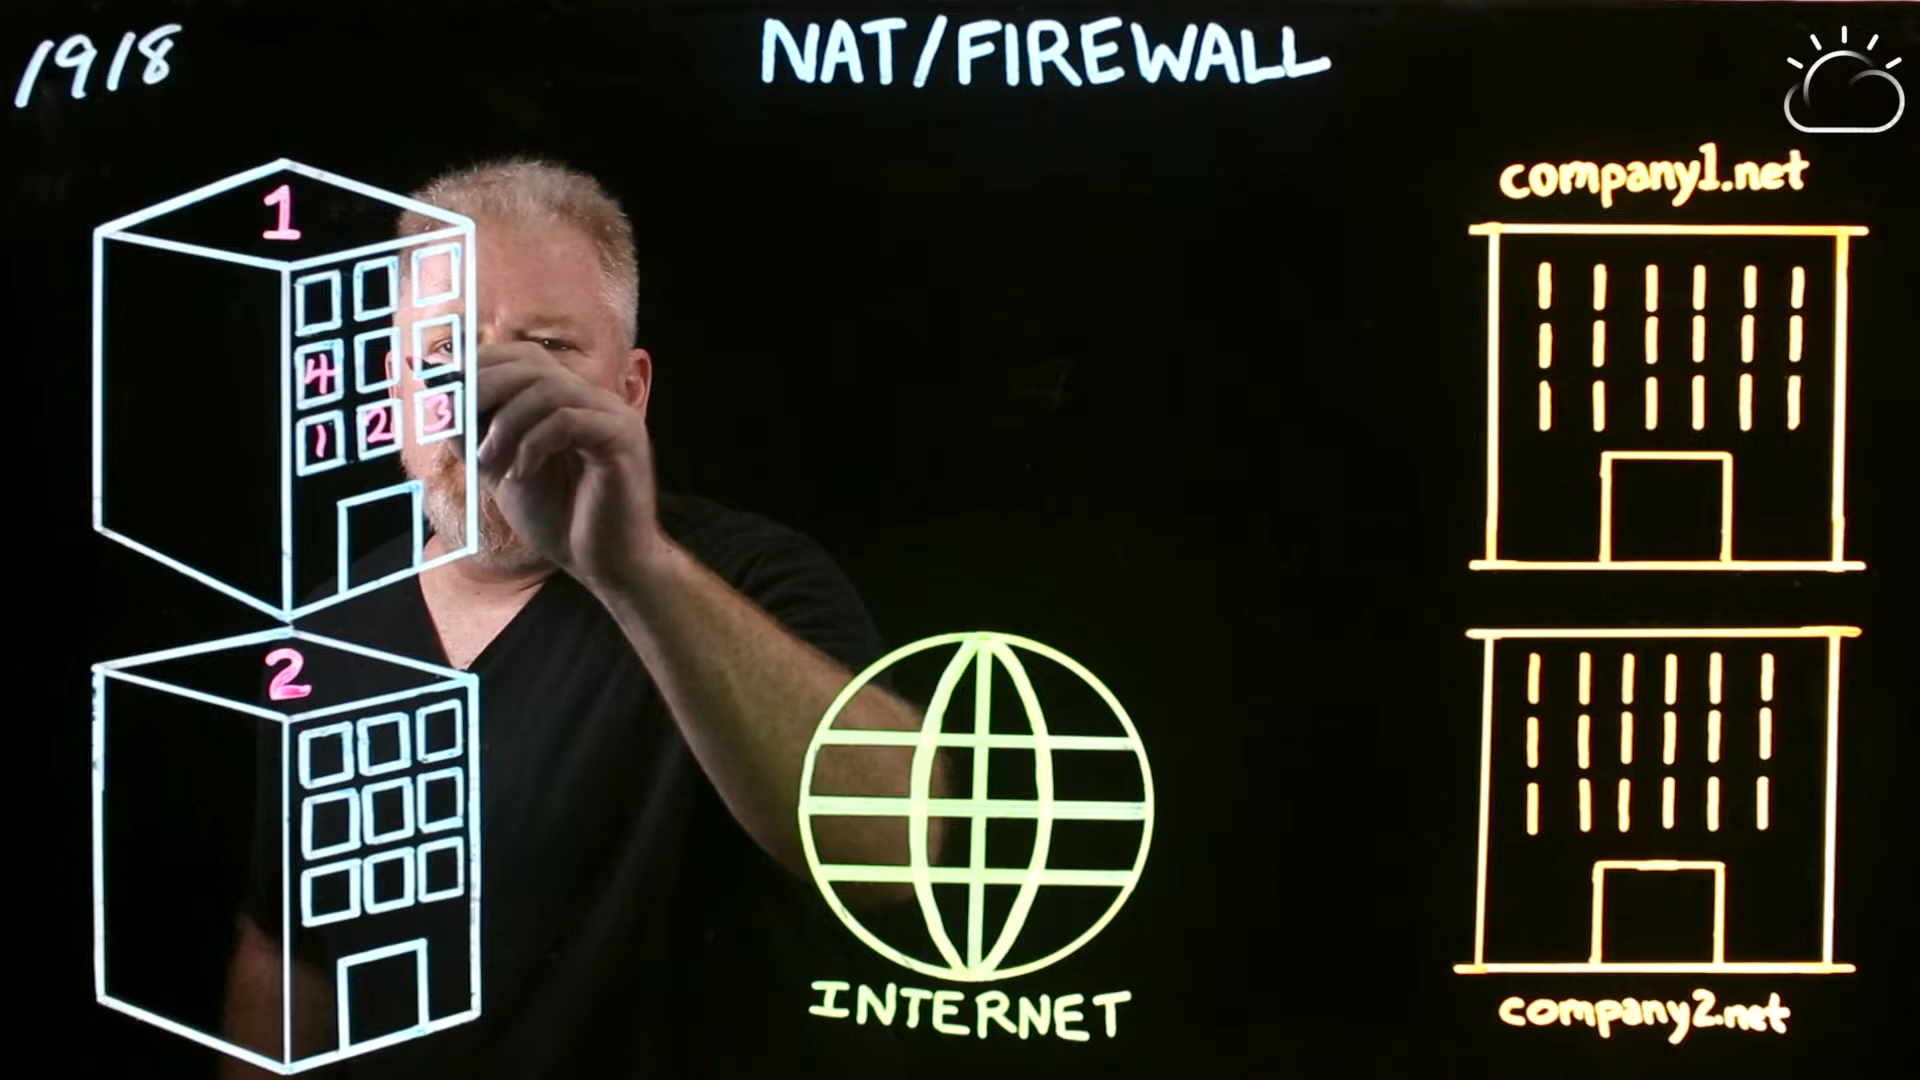 1918
NAT/FIREWALL
company1.net
1
4
1 2 3
2
INTERNET
company2.net